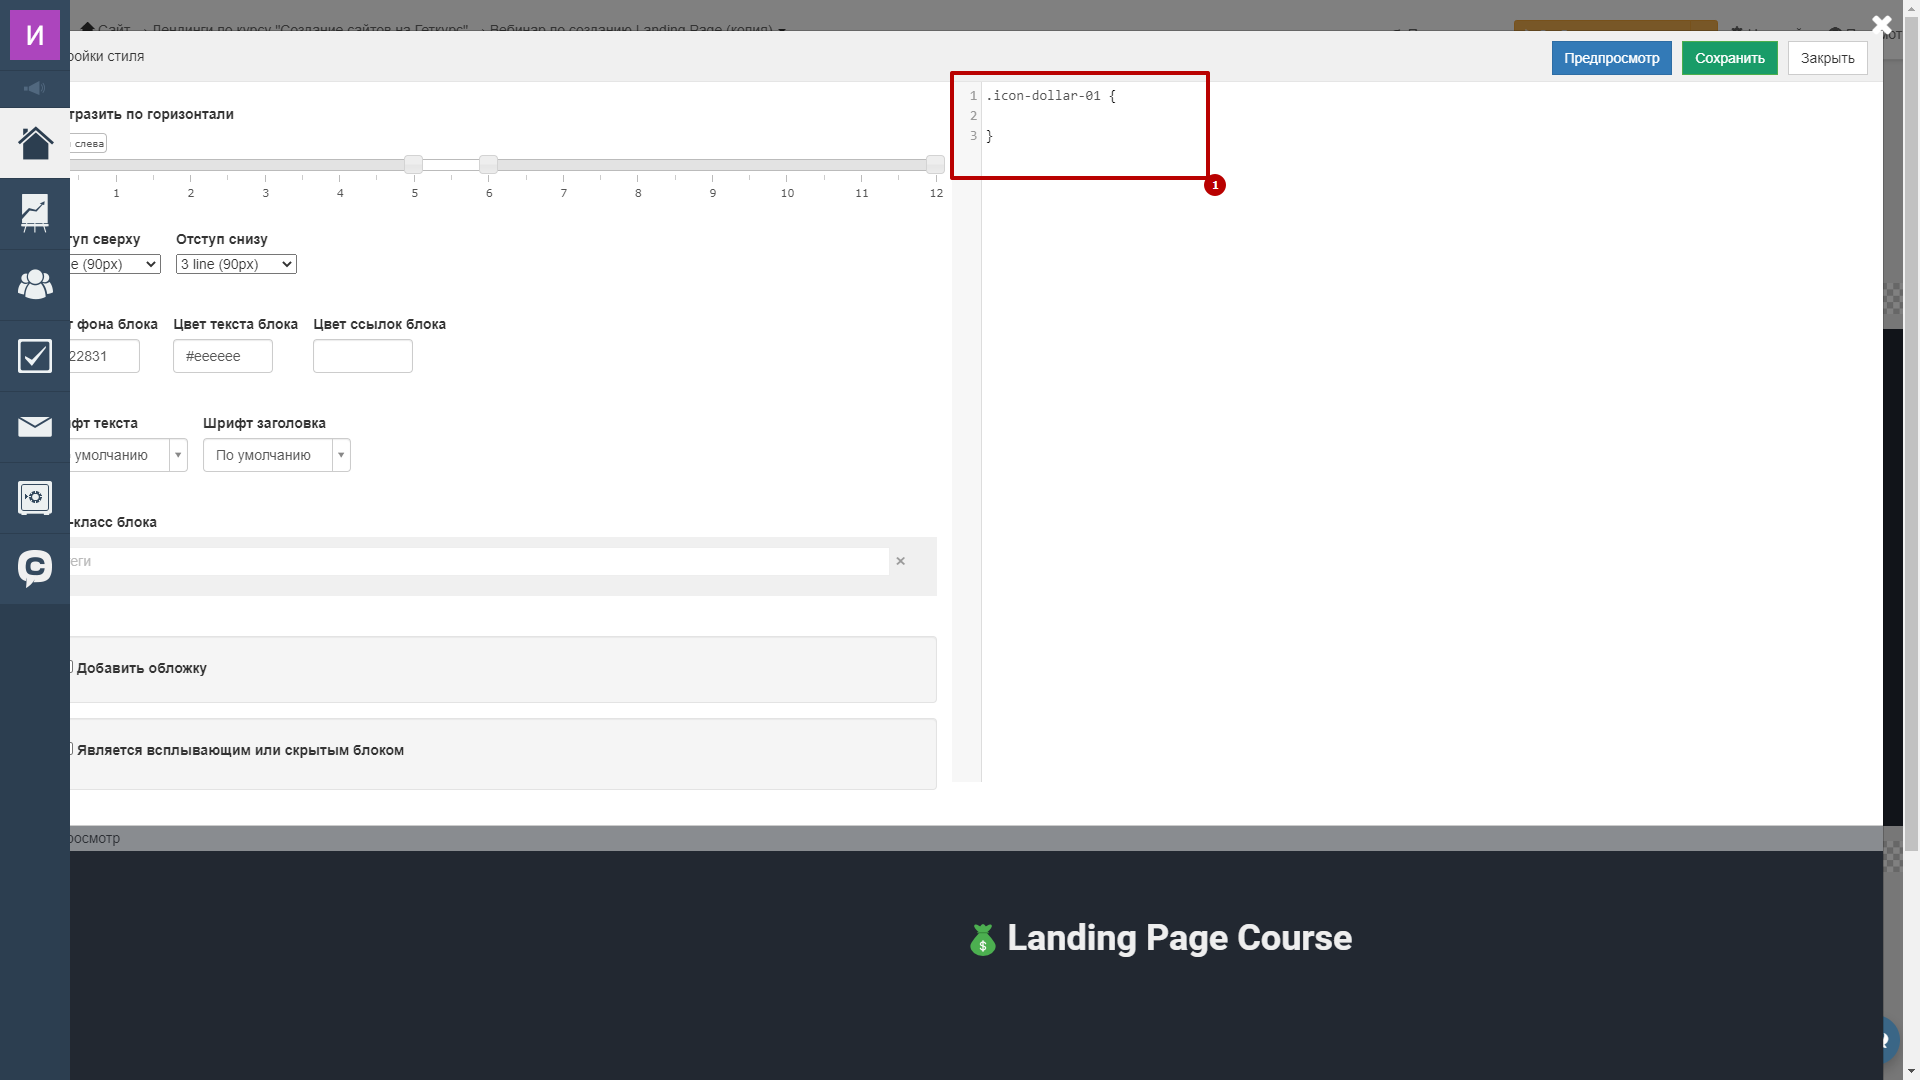 И
Сайт
Лендинги по курсу "Создание сайтов на Геткурс"
Вебинар по созданию Landing Page (копия)
ройки стиля
Предпросмотр
Сохранить
Закрыть
тразить по горизонтали
слева
1 2 3 4 5 6 7 8 9 10 11 12
1 .icon-dollar-01 {
2
3 }
1
туп сверху
Отступ снизу
e (90px)
3 line (90px)
т фона блока
Цвет текста блока
Цвет ссылок блока
22831
#eeeeee
ифт текста
Шрифт заголовка
умолчанию
По умолчанию
-класс блока
еги
×
Добавить обложку
Является всплывающим или скрытым блоком
росмотр
$ Landing Page Course